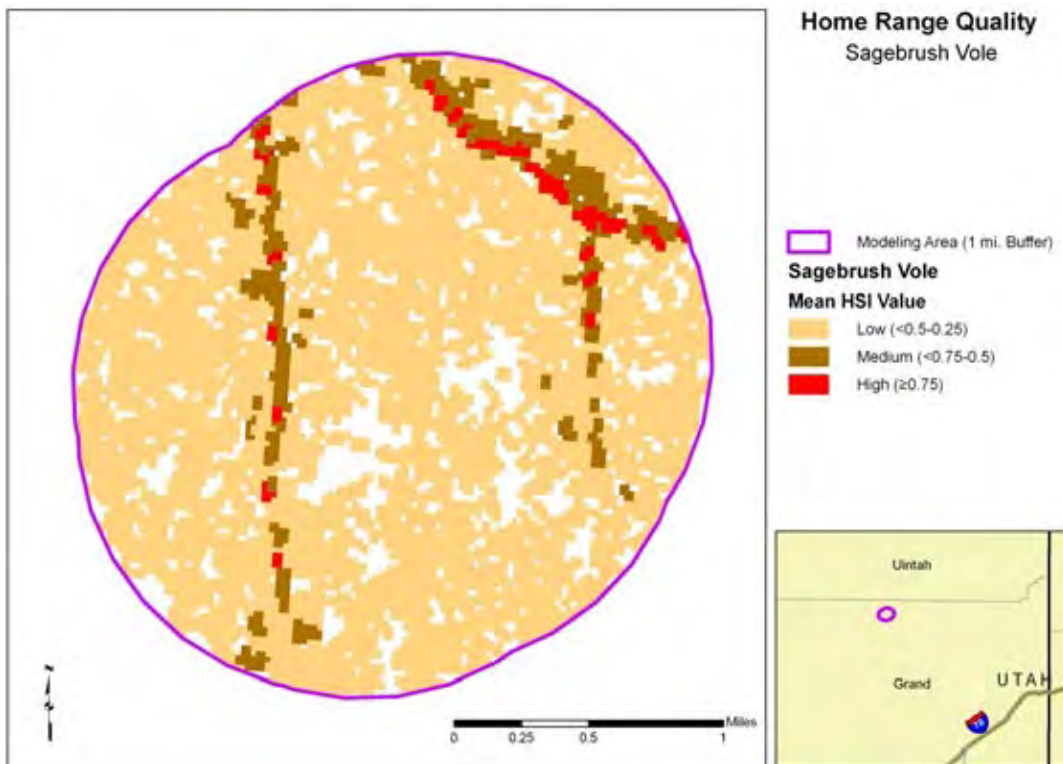 Home Range Quality
Sagebrush Vole
Modeling Area (1 mi. Buffer)
Sagebrush Vole
Mean HSI Value
Low (<0.5-0.25)
Medium (<0.75-0.5)
High (≥0.75)
Miles
0 0.25 0.5 1
Uintah
Grand
UTAH